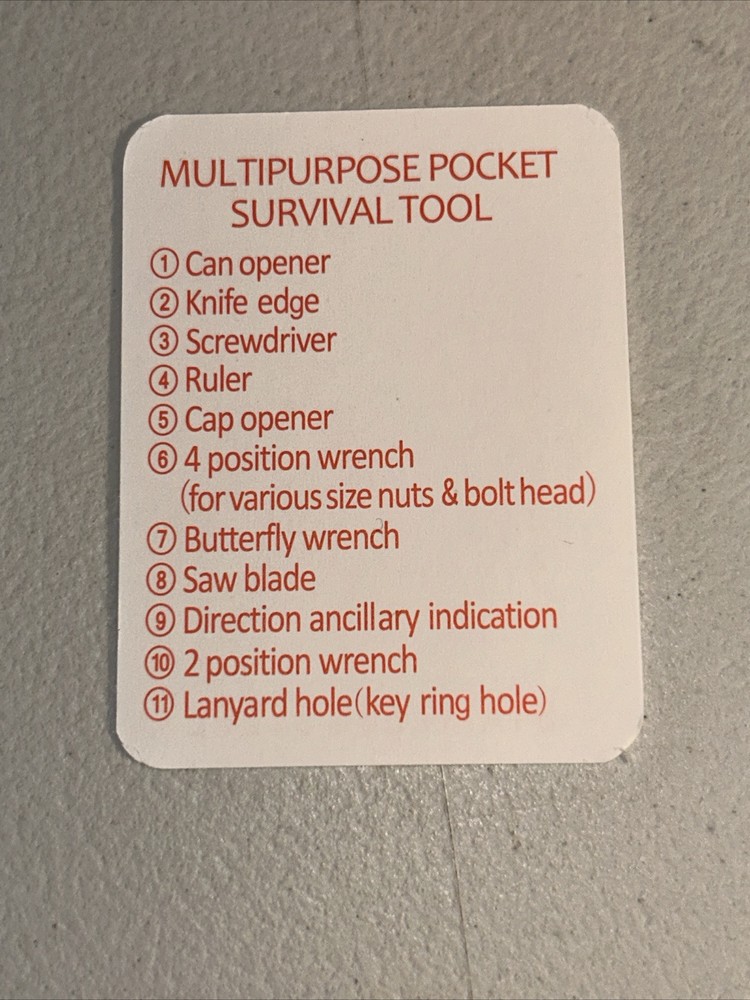 MULTIPURPOSE POCKET
SURVIVAL TOOL
① Can opener
② Knife edge
③ Screwdriver
④ Ruler
⑤ Cap opener
⑥ 4 position wrench
(for various size nuts & bolt head)
⑦ Butterfly wrench
⑧ Saw blade
⑨ Direction ancillary indication
⑩ 2 position wrench
⑪ Lanyard hole(key ring hole)